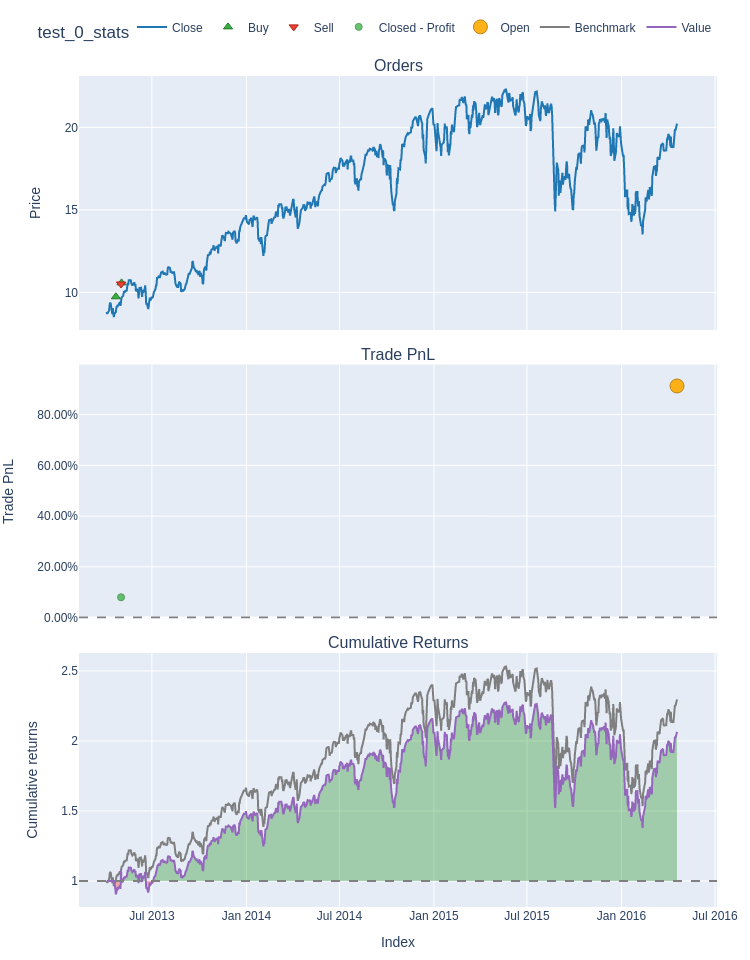 test_0_stats
Close Buy Sell Closed - Profit Open Benchmark Value
Orders
Price
20
15
10
Trade PnL
Trade PnL
80.00%
60.00%
40.00%
20.00%
0.00%
Cumulative Returns
Cumulative returns
2.5
2
1.5
1
Jul 2013 Jan 2014 Jul 2014 Jan 2015 Jul 2015 Jan 2016 Jul 2016
Index